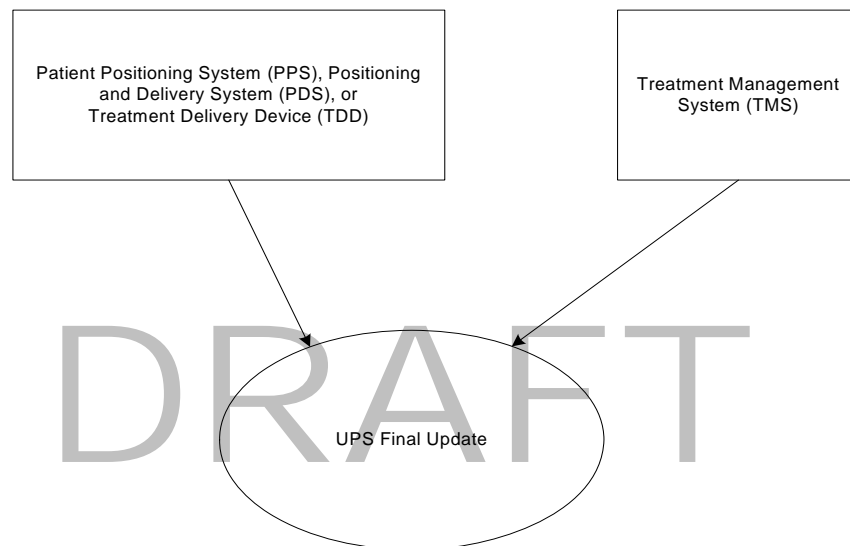 Patient Positioning System (PPS), Positioning
and Delivery System (PDS), or
Treatment Delivery Device (TDD)
Treatment Management
System (TMS)
DRAFT
UPS Final Update